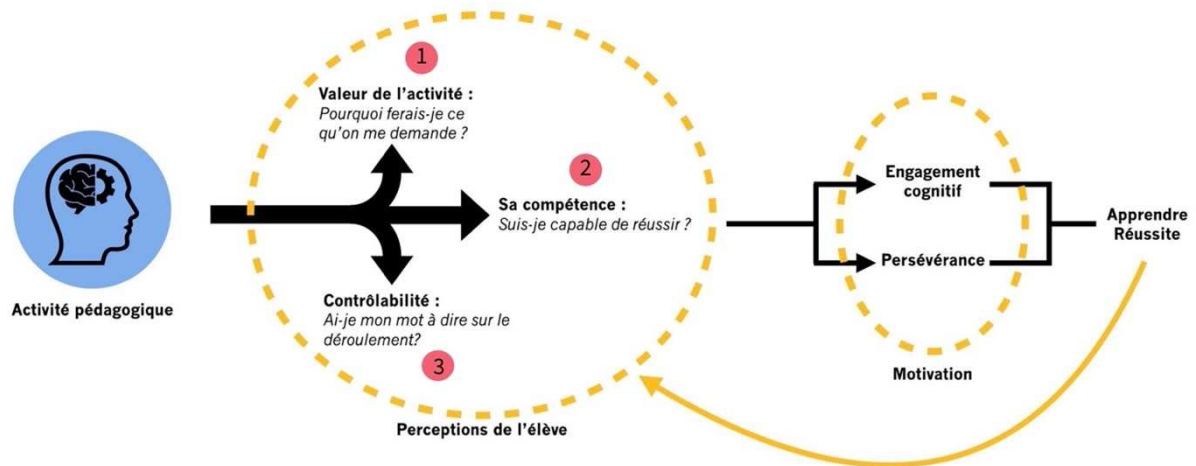 1
Valeur de l'activité :
Pourquoi ferais-je ce
qu'on me demande ?
2
Sa compétence :
Suis-je capable de réussir ?
Contrôlabilité :
Ai-je mon mot à dire sur le
déroulement?
3
Perceptions de l'élève
Activité pédagogique
Engagement
cognitif
Persévérance
Motivation
Apprendre
Réussite